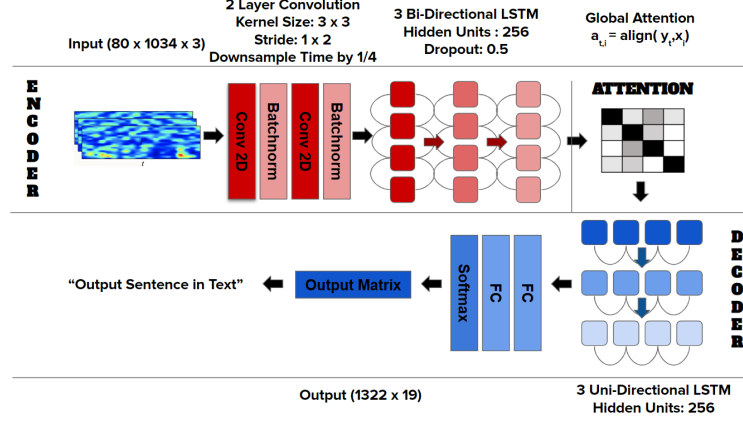 2 Layer Convolution
Kernel Size: 3 x 3
Stride: 1 x 2
Downsample Time by 1/4
3 Bi-Directional LSTM
Hidden Units : 256
Dropout: 0.5
Global Attention
a t,i = align( y t,x i)
Input (80 x 1034 x 3)
ENCODER
t
Conv 2D
Batchnorm
Conv 2D
Batchnorm
ATTENTION
DECODER
Softmax
FC
FC
Output Matrix
“Output Sentence in Text”
Output (1322 x 19)
3 Uni-Directional LSTM
Hidden Units: 256